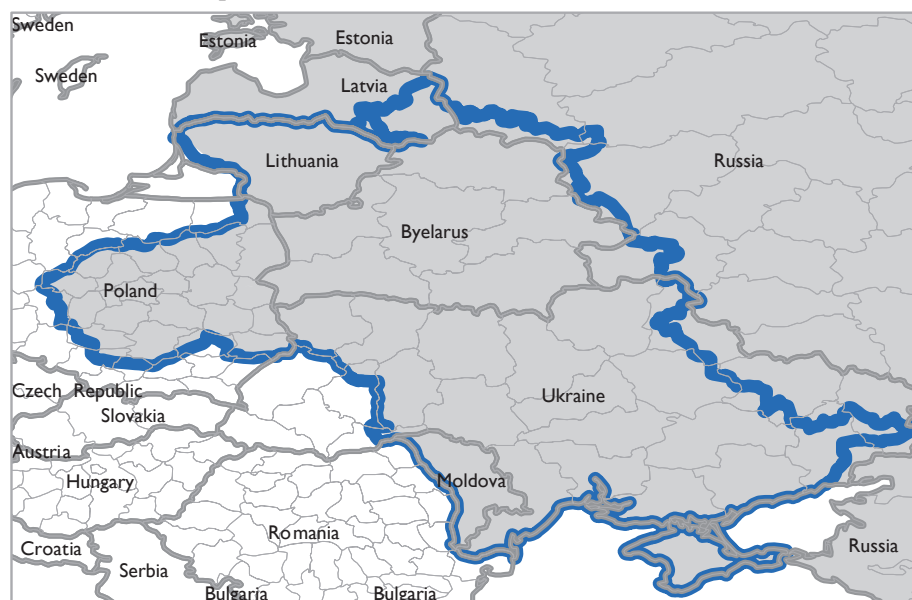 Sweden
Estonia
Estonia
Sweden
Latvia
Lithuania
Russia
Byelarus
Poland
Czech Republic
Ukraine
Slovakia
Austria
Hungary
Moldova
Romania
Croatia
Russia
Serbia
Bulgaria
Bulgaria